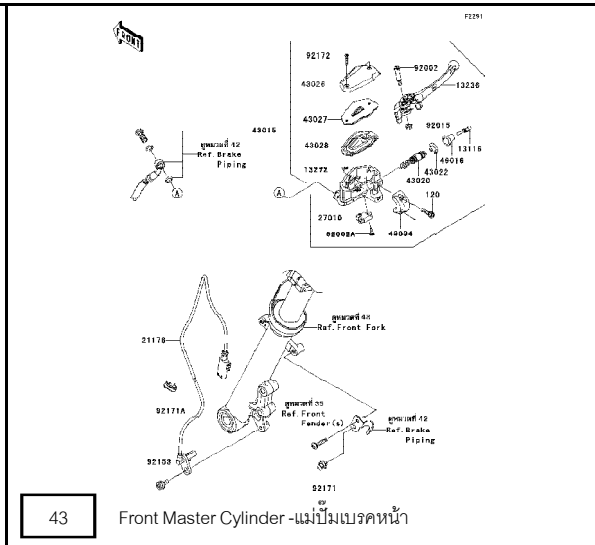 F2291
FRONT
92172
43026
43027
43028
13272
43015
92002
13236
92015
13116
49016
43022
43020
120
27010
92002A
ดูหมวดที่ 42
Ref. Brake
Piping
A
A
21176
92171A
92153
ดูหมวดที่
Ref. Front Fork
ดูหมวดที่ 35
Ref. Front
Fender(s)
ดูหมวดที่ 42
Ref. Brake
Piping
92171
43
Front Master Cylinder -แม่ปั๊มเบรคหน้า